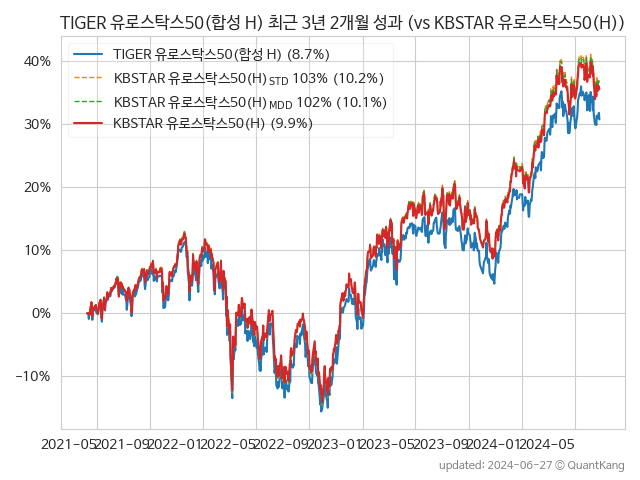 TIGER 유로스탁스50(합성 H) 최근 3년 2개월 성과 (vs KBSTAR 유로스탁스50(H))
TIGER 유로스탁스50(합성 H) (8.7%)
KBSTAR 유로스탁스50(H) STD 103% (10.2%)
KBSTAR 유로스탁스50(H) MDD 102% (10.1%)
KBSTAR 유로스탁스50(H) (9.9%)
40%
30%
20%
10%
0%
−10%
2021-05 2021-09 2022-01 2022-05 2022-09 2023-01 2023-05 2023-09 2024-01 2024-05
updated: 2024-06-27 © QuantKang